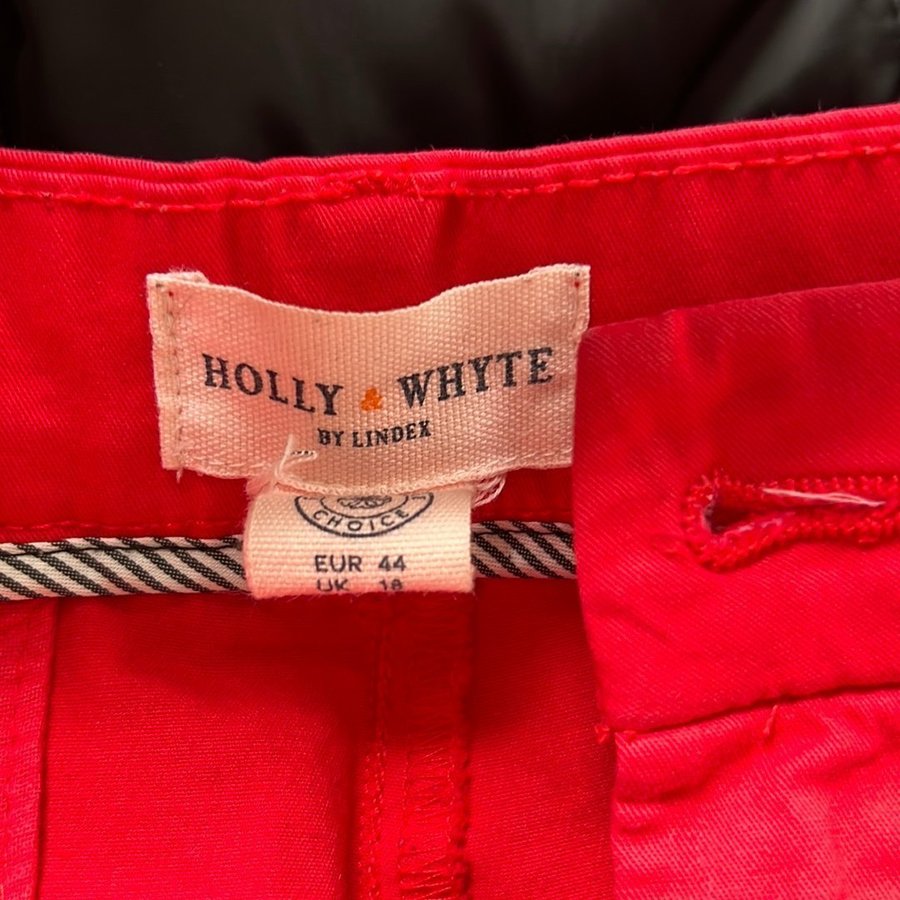 HOLLY & WHYTE
BY LINDEX
CHOICE
EUR 44
UK 18